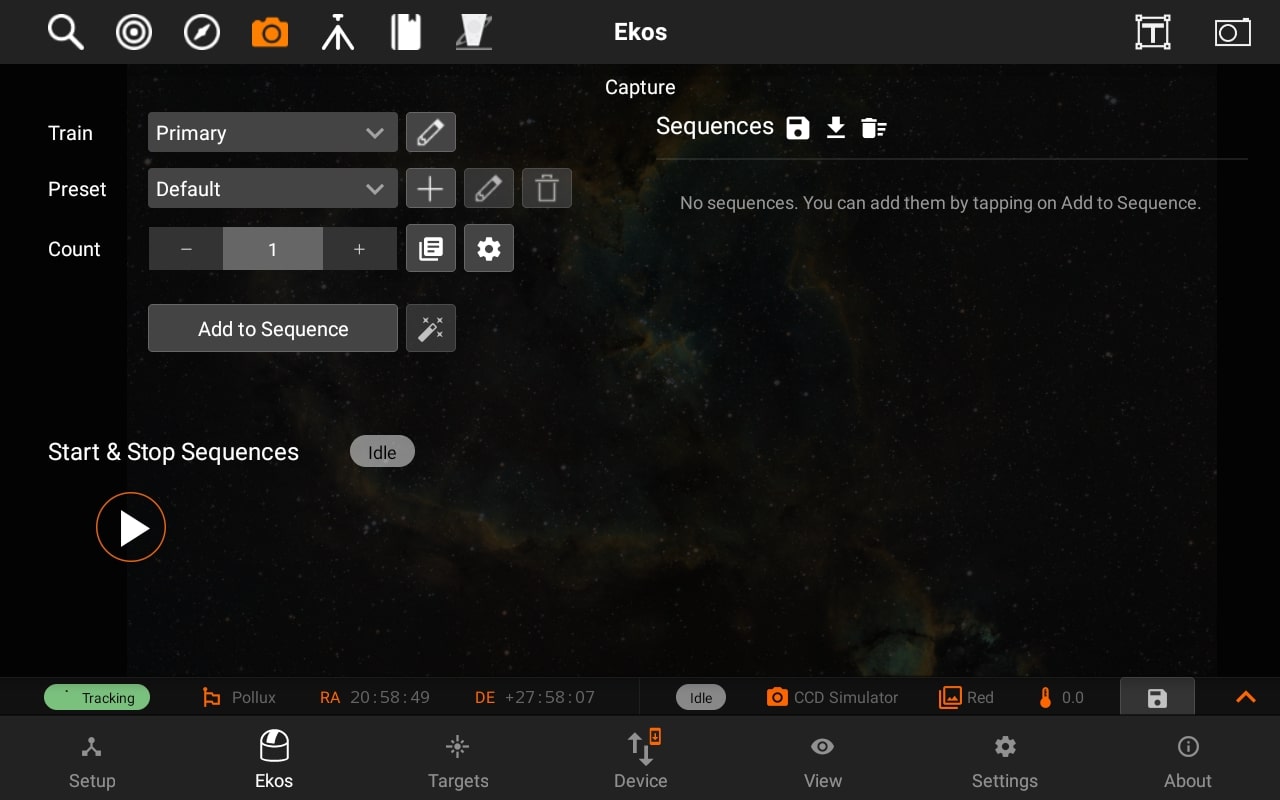 Ekos
Capture
Train Primary
Sequences
Preset Default
No sequences. You can add them by tapping on Add to Sequence.
Count − 1 +
Add to Sequence
Start & Stop Sequences Idle
Tracking Pollux RA 20:58:49 DE +27:58:07 Idle CCD Simulator Red 0.0
Setup Ekos Targets Device View Settings About